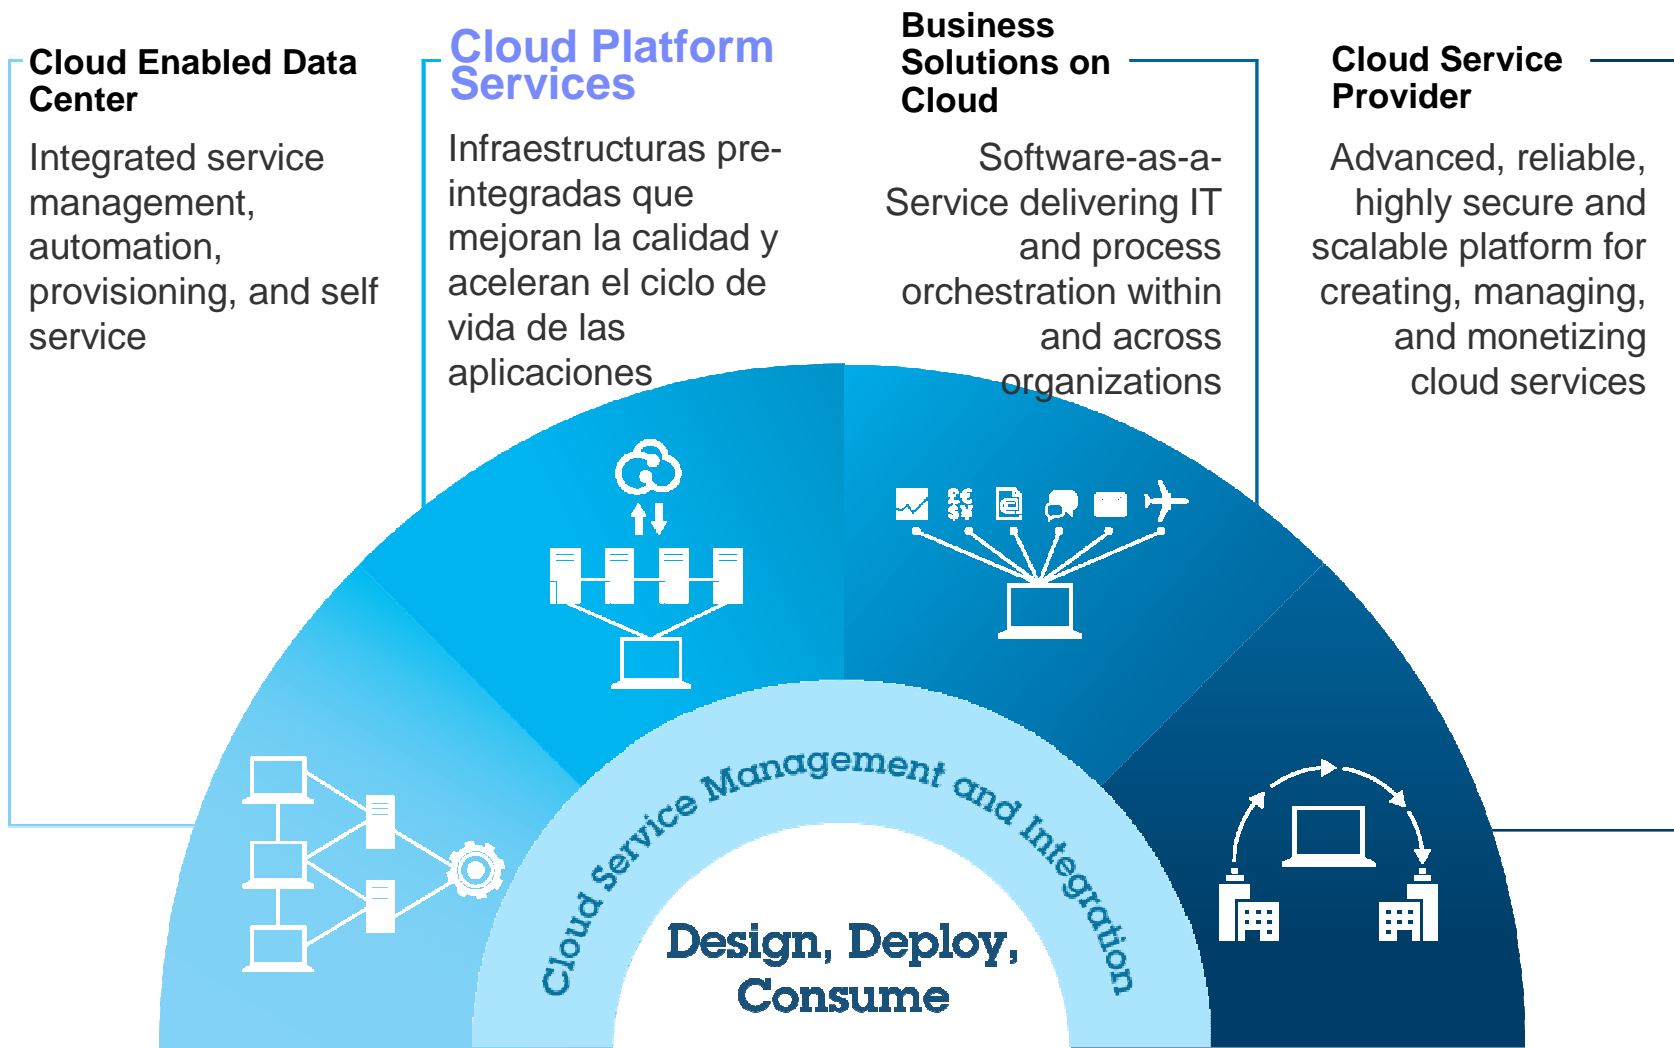 Cloud Enabled Data
Center
Integrated service
management,
automation,
provisioning, and self
service
Cloud Platform
Services
Infraestructuras pre-
integradas que
mejoran la calidad y
aceleran el ciclo de
vida de las
aplicaciones
Business
Solutions on
Cloud
Software-as-a-
Service delivering IT
and process
orchestration within
and across
organizations
Cloud Service
Provider
Advanced, reliable,
highly secure and
scalable platform for
creating, managing,
and monetizing
cloud services
£€
$¥
Cloud Service Management and Integration
Design, Deploy,
Consume